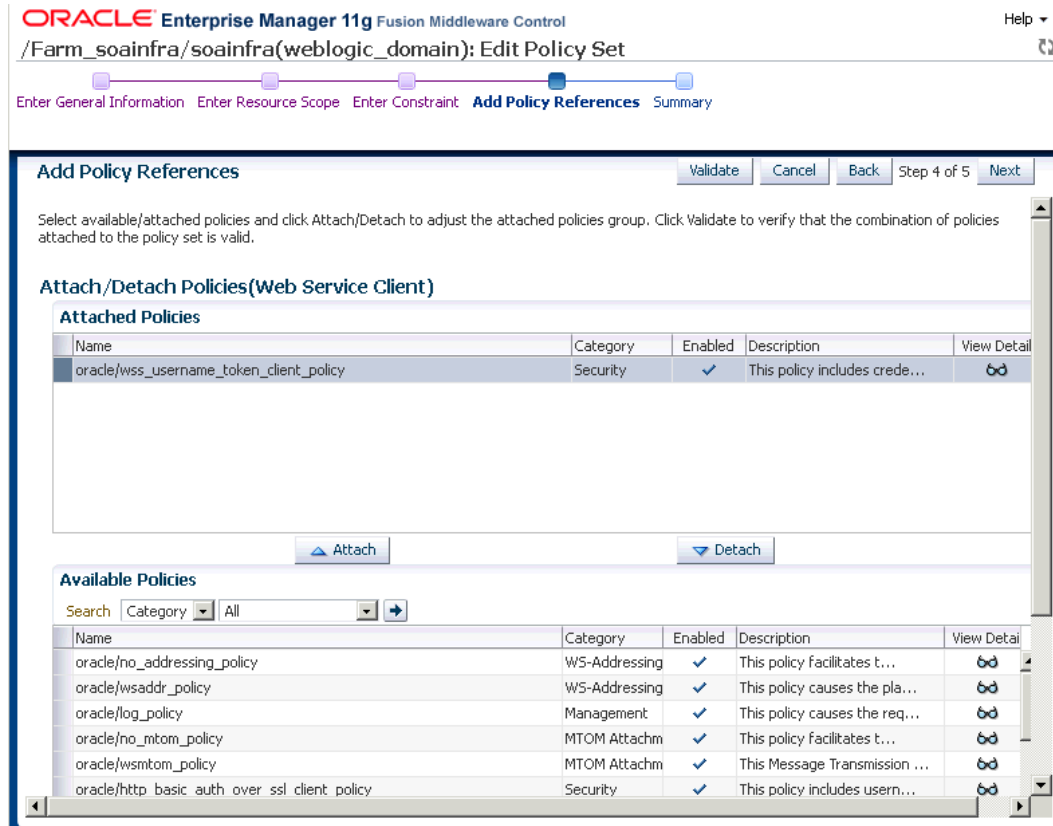 ORACLE Enterprise Manager 11g Fusion Middleware Control
Help
/Farm_soainfra/soainfra(weblogic_domain): Edit Policy Set
Enter General Information Enter Resource Scope Enter Constraint Add Policy References Summary
Add Policy References
Validate Cancel Back Step 4 of 5 Next
Select available/attached policies and click Attach/Detach to adjust the attached policies group. Click Validate to verify that the combination of policies
attached to the policy set is valid.
Attach/Detach Policies(Web Service Client)
Attached Policies
Name Category Enabled Description View Detail
oracle/wss_username_token_client_policy Security This policy includes crede...
Attach Detach
Available Policies
Search Category All
Name Category Enabled Description View Detai
oracle/no_addressing_policy WS-Addressing This policy facilitates t...
oracle/wsaddr_policy WS-Addressing This policy causes the pla...
oracle/log_policy Management This policy causes the req...
oracle/no_mtom_policy MTOM Attachm This policy facilitates t...
oracle/wsmtom_policy MTOM Attachm This Message Transmission ...
oracle/http_basic_auth_over_ssl_client_policy Security This policy includes usern...